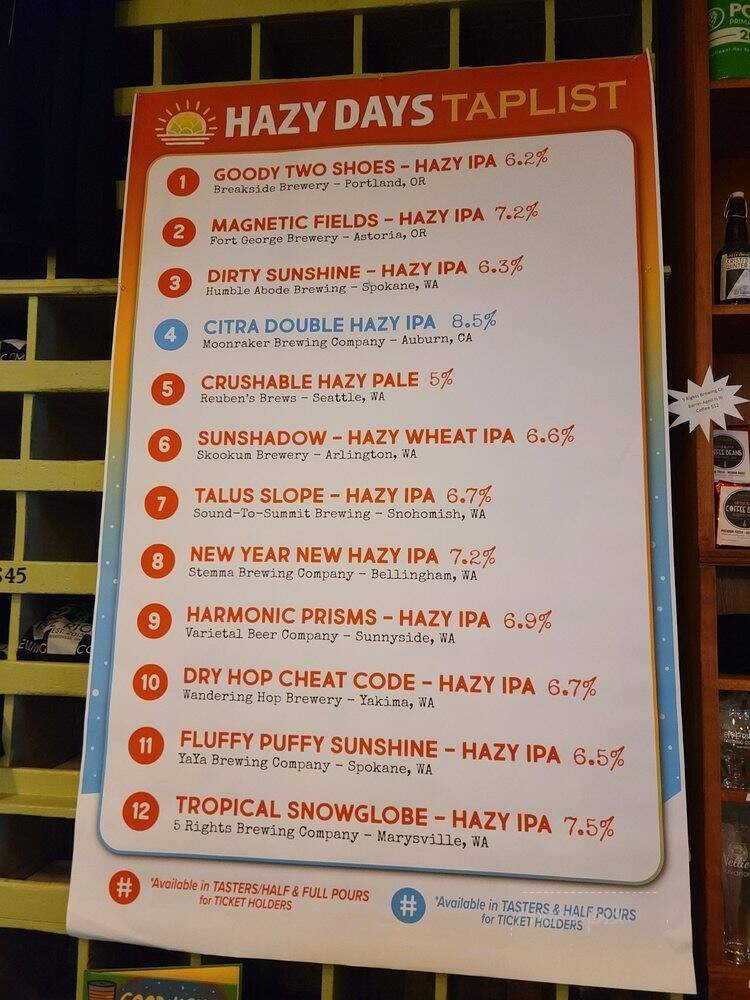 HAZY DAYS TAPLIST
1 GOODY TWO SHOES – HAZY IPA 6.2%
Breakside Brewery – Portland, OR
2 MAGNETIC FIELDS – HAZY IPA 7.2%
Fort George Brewery – Astoria, OR
3 DIRTY SUNSHINE – HAZY IPA 6.3%
Humble Abode Brewing – Spokane, WA
4 CITRA DOUBLE HAZY IPA 8.5%
Moonraker Brewing Company – Auburn, CA
5 CRUSHABLE HAZY PALE 5%
Reuben's Brews – Seattle, WA
6 SUNSHADOW – HAZY WHEAT IPA 6.6%
Skookum Brewery – Arlington, WA
7 TALUS SLOPE – HAZY IPA 6.7%
Sound-To-Summit Brewing – Snohomish, WA
8 NEW YEAR NEW HAZY IPA 7.2%
Stemma Brewing Company – Bellingham, WA
9 HARMONIC PRISMS – HAZY IPA 6.9%
Varietal Beer Company – Sunnyside, WA
10 DRY HOP CHEAT CODE – HAZY IPA 6.7%
Wandering Hop Brewery – Yakima, WA
11 FLUFFY PUFFY SUNSHINE – HAZY IPA 6.5%
YaYa Brewing Company – Spokane, WA
12 TROPICAL SNOWGLOBE – HAZY IPA 7.5%
5 Rights Brewing Company – Marysville, WA
# *Available in TASTERS/HALF & FULL POURS
for TICKET HOLDERS
# *Available in TASTERS & HALF POURS
for TICKET HOLDERS
$45